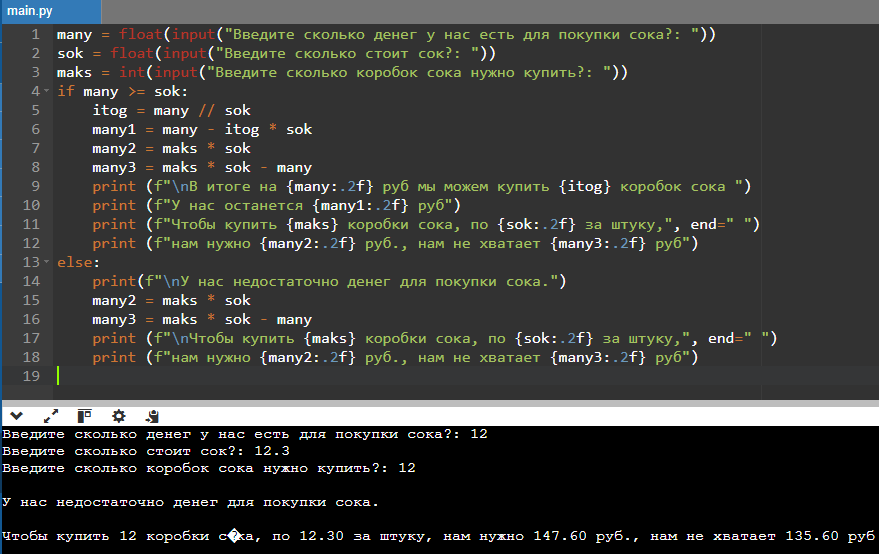 main.py
1 many = float(input("Введите сколько денег у нас есть для покупки сока?: "))
2 sok = float(input("Введите сколько стоит сок?: "))
3 maks = int(input("Введите сколько коробок сока нужно купить?: "))
4 if many >= sok:
5     itog = many // sok
6     many1 = many - itog * sok
7     many2 = maks * sok
8     many3 = maks * sok - many
9     print (f"\nВ итоге на {many:.2f} руб мы можем купить {itog} коробок сока ")
10     print (f"У нас останется {many1:.2f} руб")
11     print (f"Чтобы купить {maks} коробки сока, по {sok:.2f} за штуку,", end=" ")
12     print (f"нам нужно {many2:.2f} руб., нам не хватает {many3:.2f} руб")
13 else:
14     print(f"\nУ нас недостаточно денег для покупки сока.")
15     many2 = maks * sok
16     many3 = maks * sok - many
17     print (f"\nЧтобы купить {maks} коробки сока, по {sok:.2f} за штуку,", end=" ")
18     print (f"нам нужно {many2:.2f} руб., нам не хватает {many3:.2f} руб")
19
Введите сколько денег у нас есть для покупки сока?: 12
Введите сколько стоит сок?: 12.3
Введите сколько коробок сока нужно купить?: 12
У нас недостаточно денег для покупки сока.
Чтобы купить 12 коробки с�ка, по 12.30 за штуку, нам нужно 147.60 руб., нам не хватает 135.60 руб